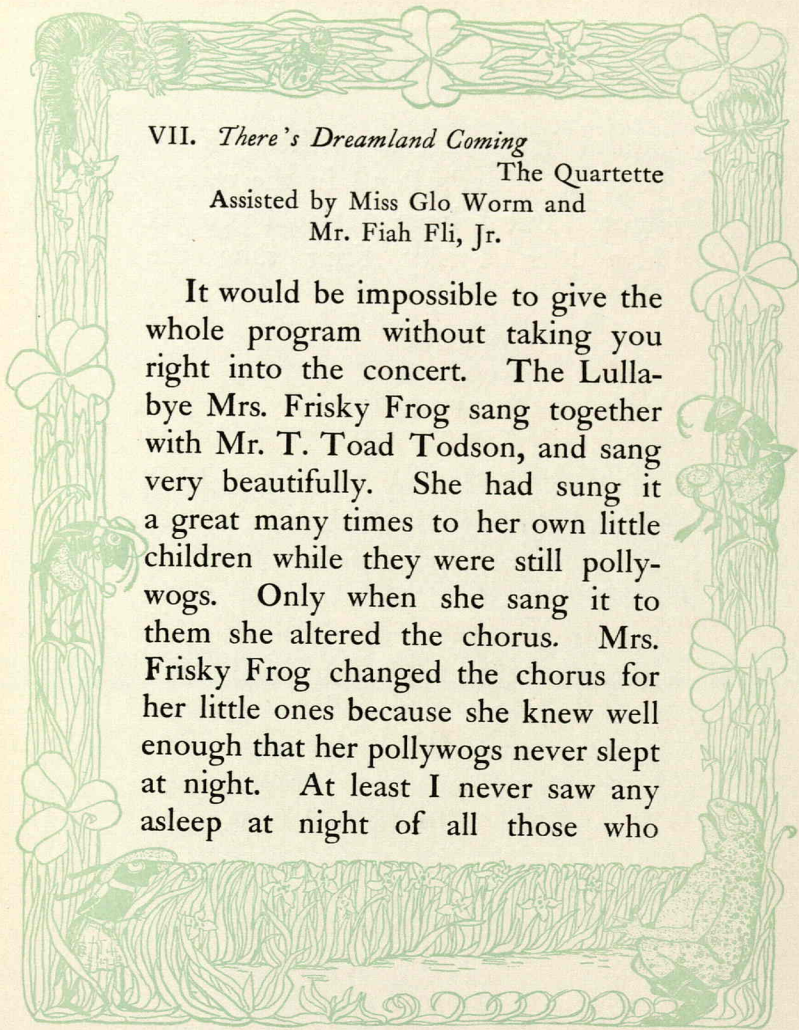 VII. There's Dreamland Coming
The Quartette
Assisted by Miss Glo Worm and
Mr. Fiah Fli, Jr.
It would be impossible to give the
whole program without taking you
right into the concert. The Lulla-
bye Mrs. Frisky Frog sang together
with Mr. T. Toad Todson, and sang
very beautifully. She had sung it
a great many times to her own little
children while they were still polly-
wogs. Only when she sang it to
them she altered the chorus. Mrs.
Frisky Frog changed the chorus for
her little ones because she knew well
enough that her pollywogs never slept
at night. At least I never saw any
asleep at night of all those who